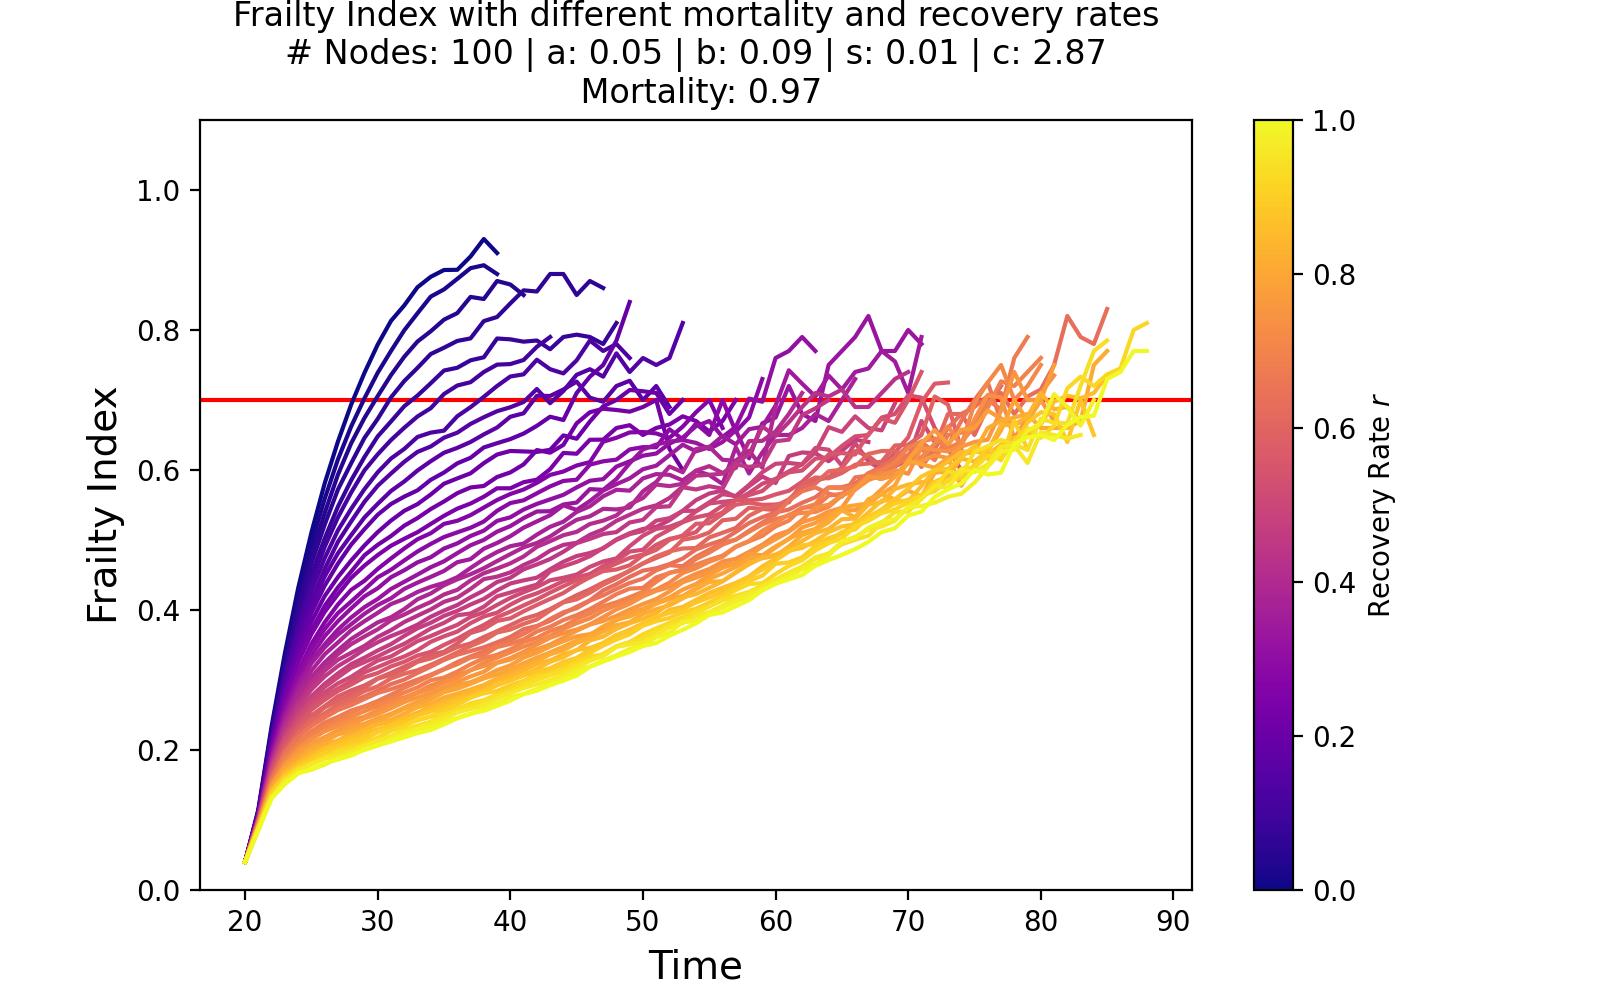 Frailty Index with different mortality and recovery rates
# Nodes: 100 | a: 0.05 | b: 0.09 | s: 0.01 | c: 2.87
Mortality: 0.97
Frailty Index
1.0
0.8
0.6
0.4
0.2
0.0
20 30 40 50 60 70 80 90
Time
1.0
0.8
0.6
0.4
0.2
0.0
Recovery Rate r